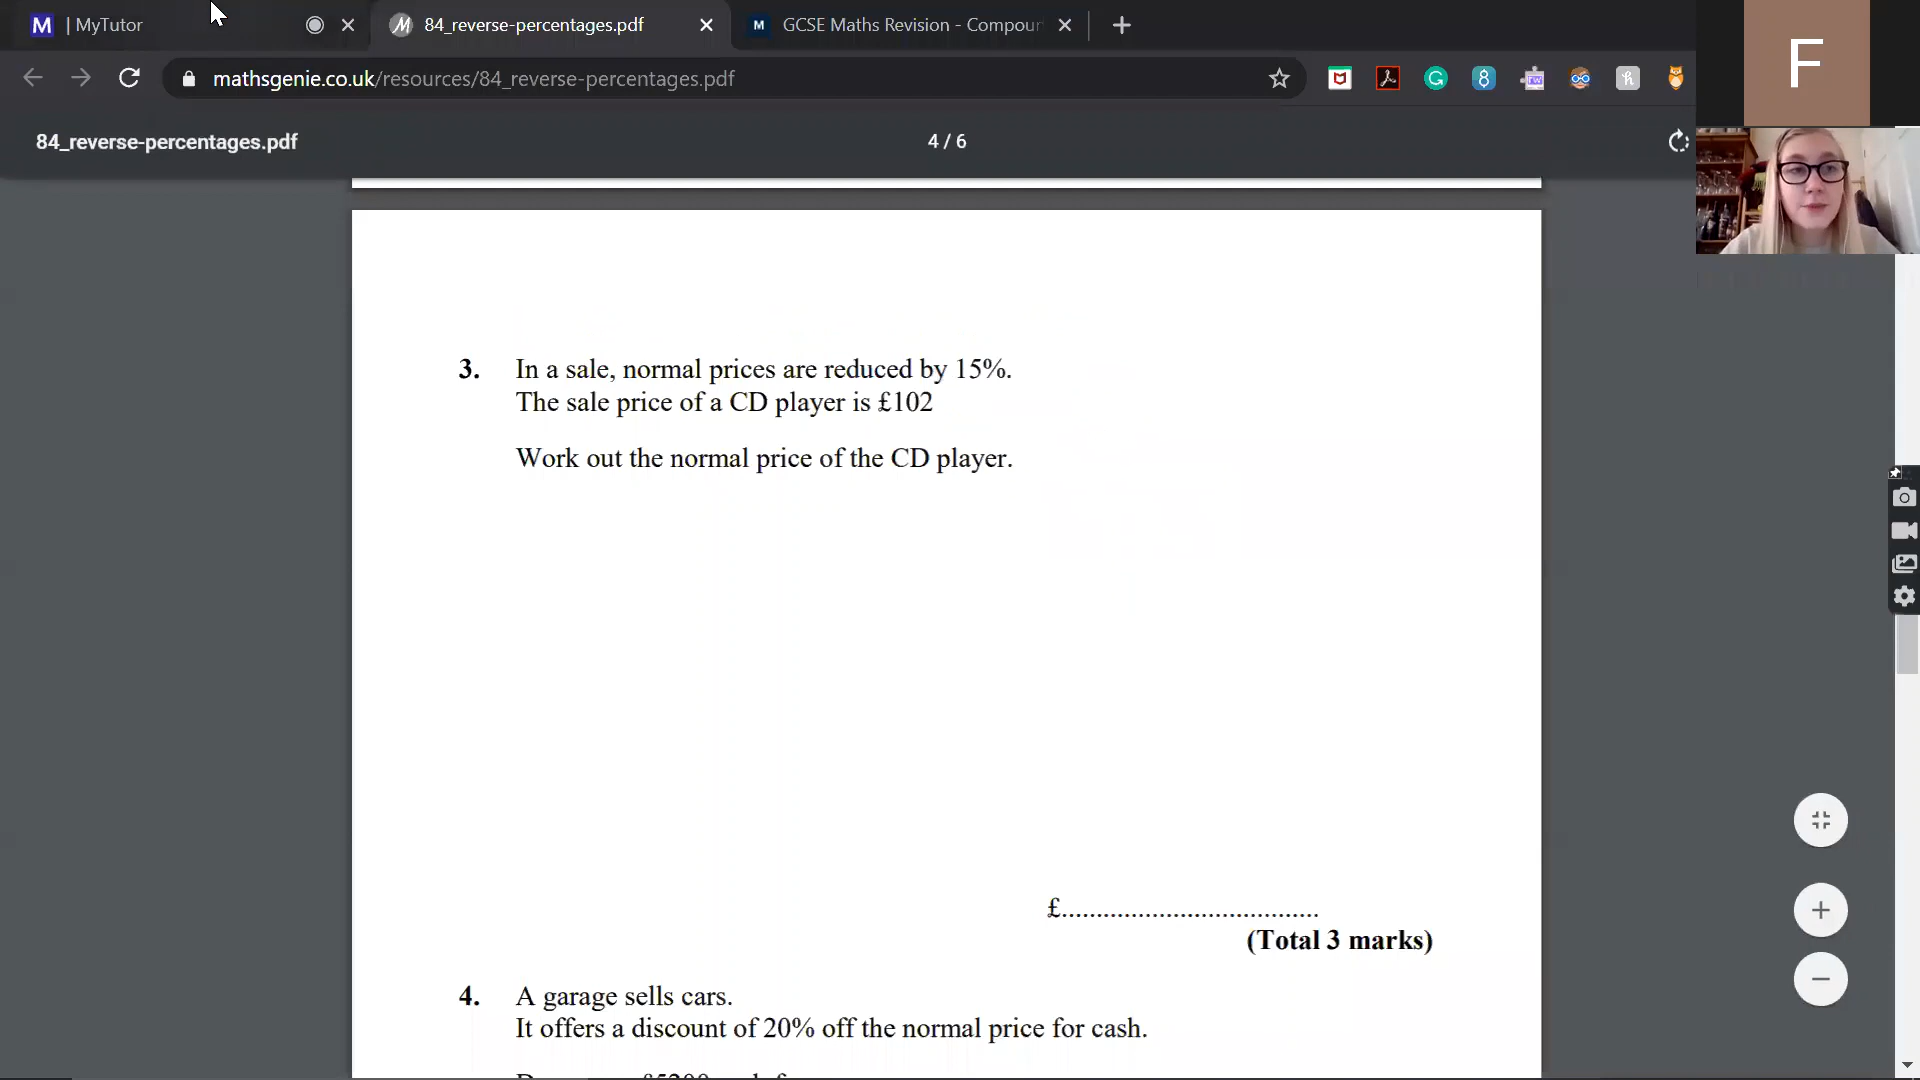 | MyTutor
84_reverse-percentages.pdf
GCSE Maths Revision - Compour
mathsgenie.co.uk/resources/84_reverse-percentages.pdf
84_reverse-percentages.pdf
4 / 6
F
3. In a sale, normal prices are reduced by 15%.
The sale price of a CD player is £102
Work out the normal price of the CD player.
£.....................................
(Total 3 marks)
4. A garage sells cars.
It offers a discount of 20% off the normal price for cash.